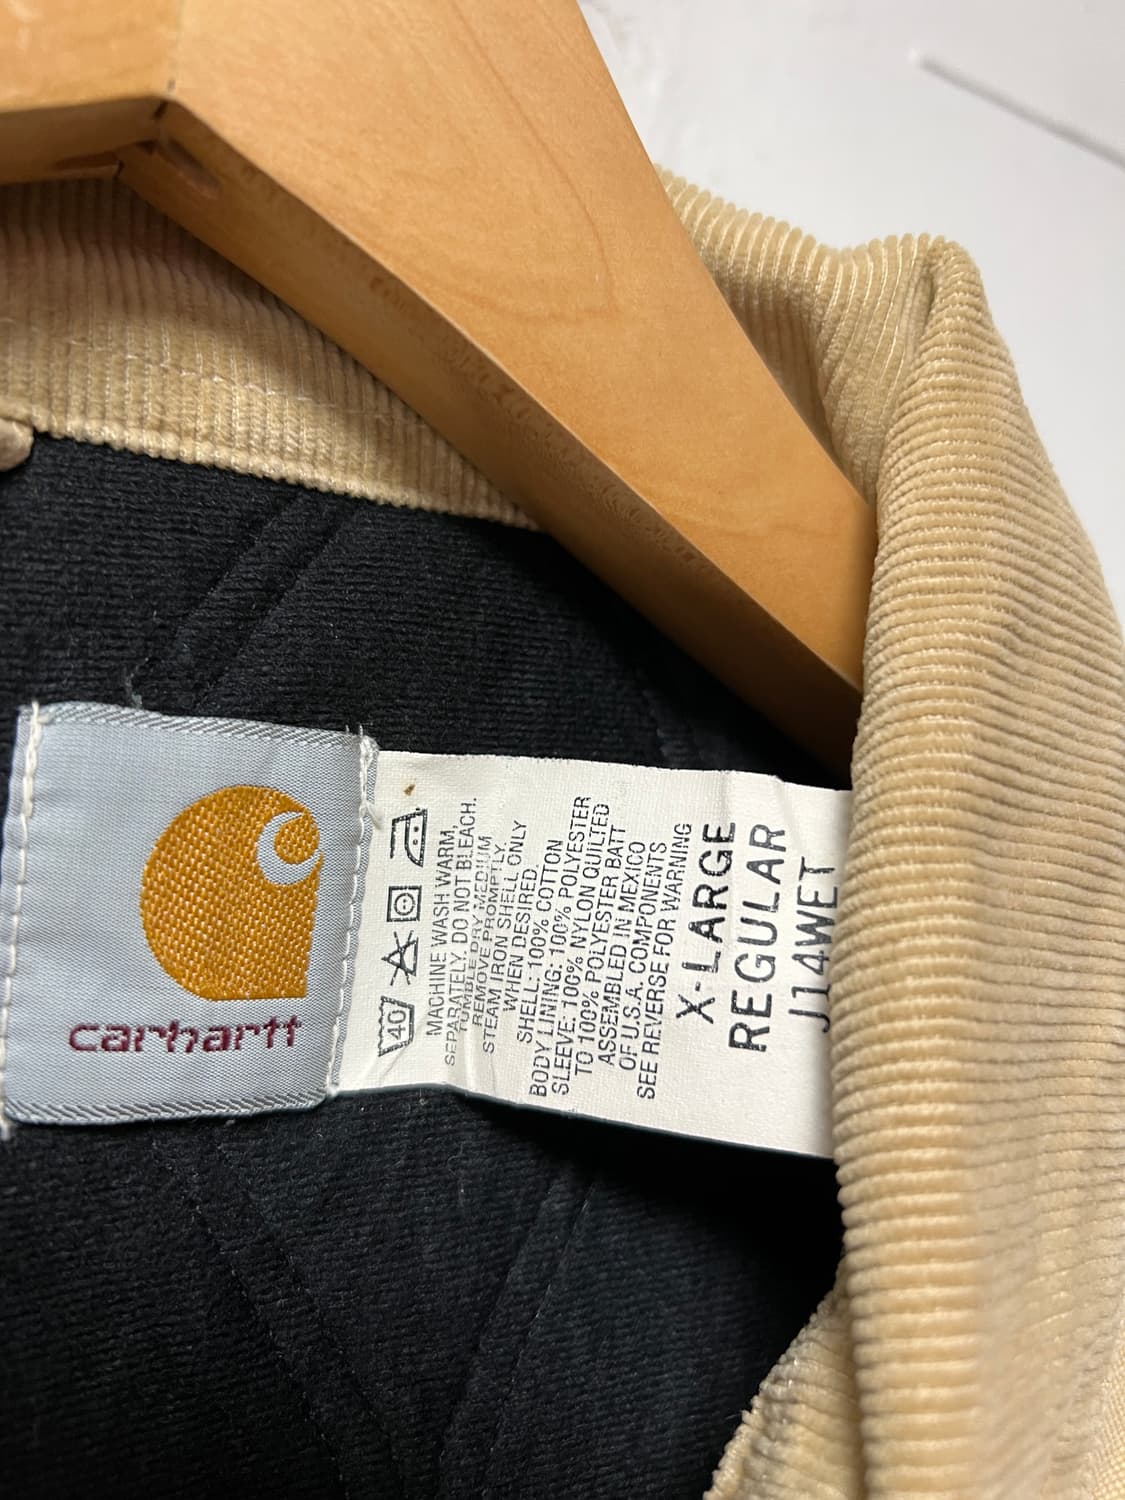 carhartt
40
MACHINE WASH WARM,
SEPARATELY. DO NOT BLEACH.
TUMBLE DRY MEDIUM
REMOVE PROMPTLY.
STEAM IRON SHELL ONLY
WHEN DESIRED.
SHELL: 100% COTTON
BODY LINING: 100% POLYESTER
SLEEVE: 100% NYLON QUILTED
TO 100% POLYESTER BATT
ASSEMBLED IN MEXICO
OF U.S.A. COMPONENTS
SEE REVERSE FOR WARNING
X-LARGE
REGULAR
J14WET